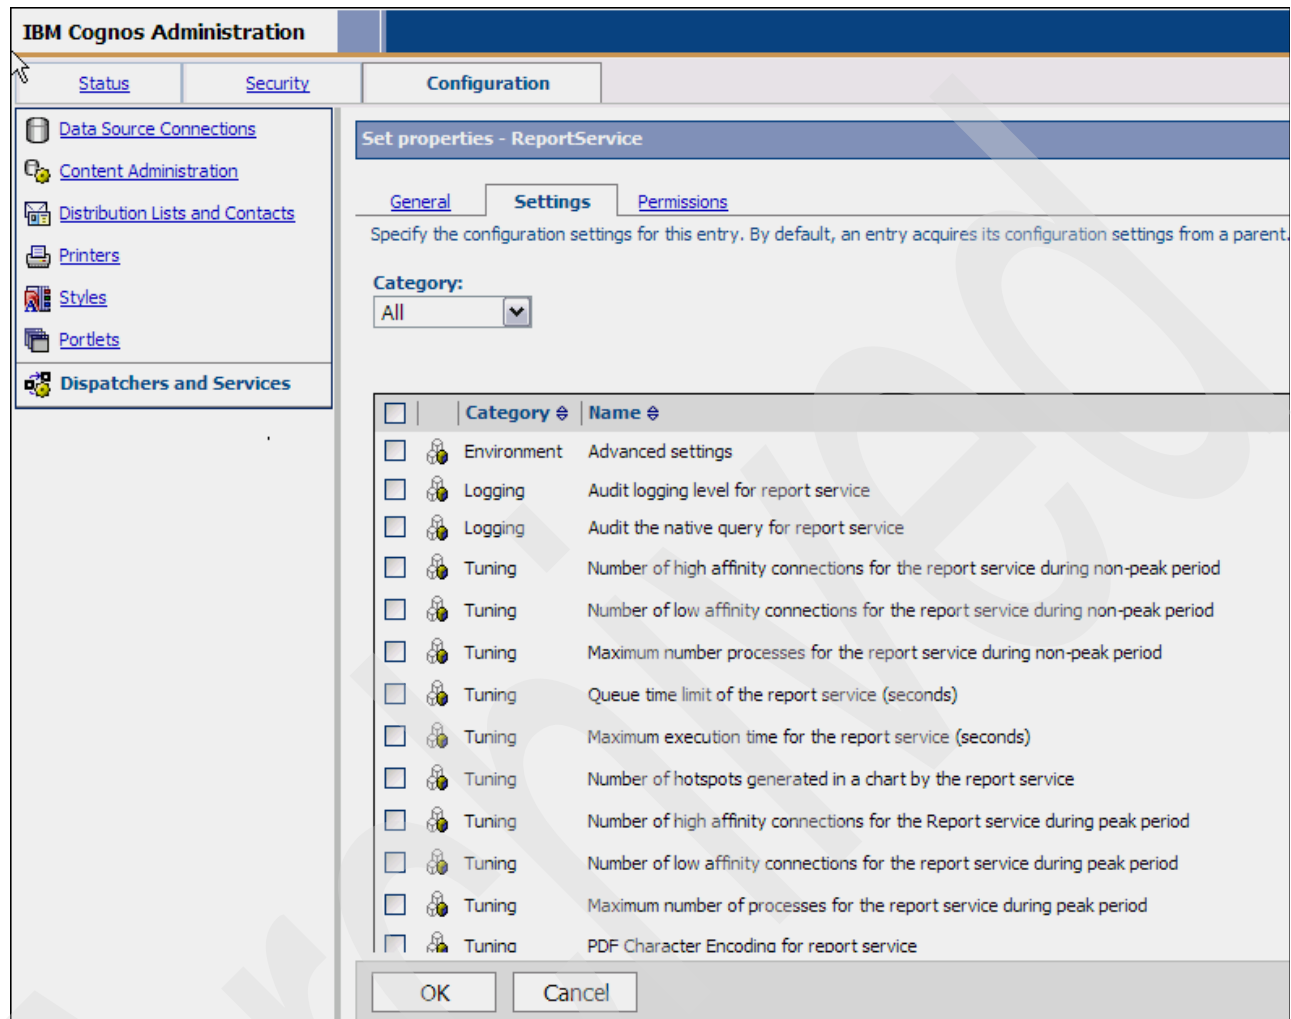 IBM Cognos Administration
Status Security Configuration
Data Source Connections
Content Administration
Distribution Lists and Contacts
Printers
Styles
Portlets
Dispatchers and Services
Set properties - ReportService
General Settings Permissions
Specify the configuration settings for this entry. By default, an entry acquires its configuration settings from a parent.
Category:
All
Category Name
Environment Advanced settings
Logging Audit logging level for report service
Logging Audit the native query for report service
Tuning Number of high affinity connections for the report service during non-peak period
Tuning Number of low affinity connections for the report service during non-peak period
Tuning Maximum number processes for the report service during non-peak period
Tuning Queue time limit of the report service (seconds)
Tuning Maximum execution time for the report service (seconds)
Tuning Number of hotspots generated in a chart by the report service
Tuning Number of high affinity connections for the Report service during peak period
Tuning Number of low affinity connections for the report service during peak period
Tuning Maximum number of processes for the report service during peak period
Tuning PDF Character Encoding for report service
OK Cancel
Archived